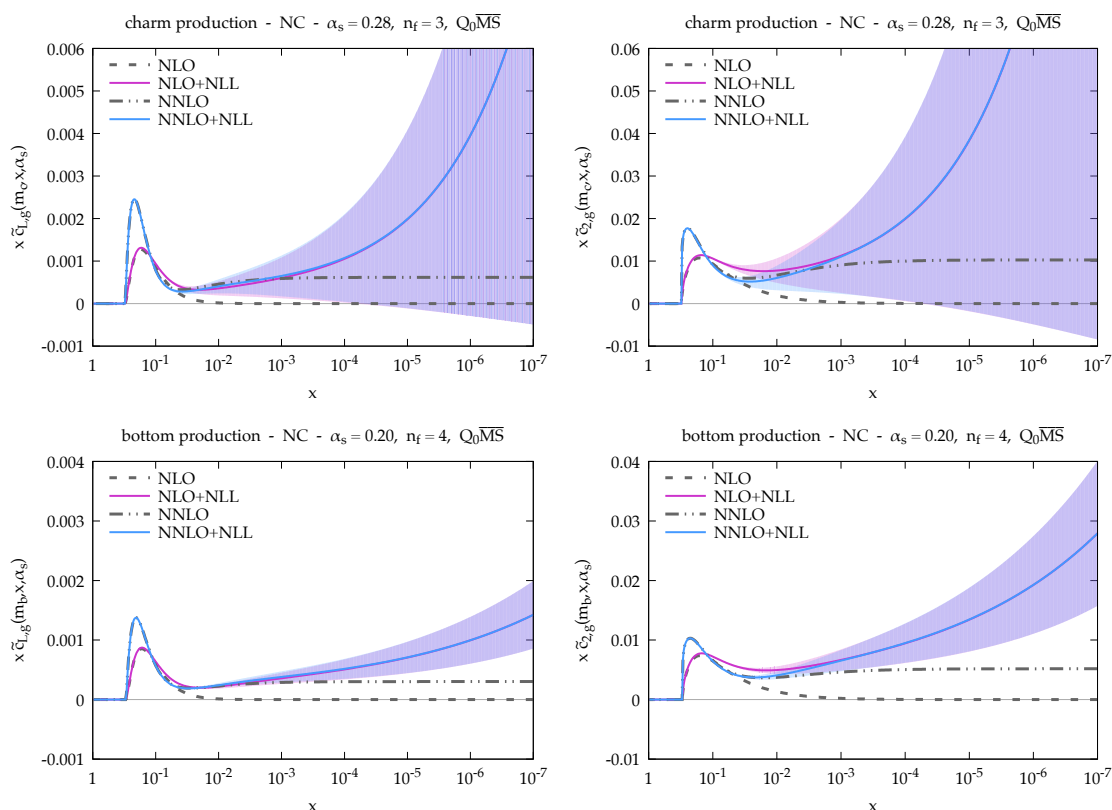 charm production - NC - αs = 0.28, nf = 3, Q0M̅S̅
0.006
0.005
0.004
0.003
0.002
0.001
0
-0.001
NLO
NLO+NLL
NNLO
NNLO+NLL
x c̃L,g(mc,x,αs)
1 10⁻¹ 10⁻² 10⁻³ 10⁻⁴ 10⁻⁵ 10⁻⁶ 10⁻⁷
x
charm production - NC - αs = 0.28, nf = 3, Q0M̅S̅
0.06
0.05
0.04
0.03
0.02
0.01
0
-0.01
NLO
NLO+NLL
NNLO
NNLO+NLL
x c̃2,g(mc,x,αs)
1 10⁻¹ 10⁻² 10⁻³ 10⁻⁴ 10⁻⁵ 10⁻⁶ 10⁻⁷
x
bottom production - NC - αs = 0.20, nf = 4, Q0M̅S̅
0.004
0.003
0.002
0.001
0
-0.001
NLO
NLO+NLL
NNLO
NNLO+NLL
x c̃L,g(mb,x,αs)
1 10⁻¹ 10⁻² 10⁻³ 10⁻⁴ 10⁻⁵ 10⁻⁶ 10⁻⁷
x
bottom production - NC - αs = 0.20, nf = 4, Q0M̅S̅
0.04
0.03
0.02
0.01
0
-0.01
NLO
NLO+NLL
NNLO
NNLO+NLL
x c̃2,g(mb,x,αs)
1 10⁻¹ 10⁻² 10⁻³ 10⁻⁴ 10⁻⁵ 10⁻⁶ 10⁻⁷
x